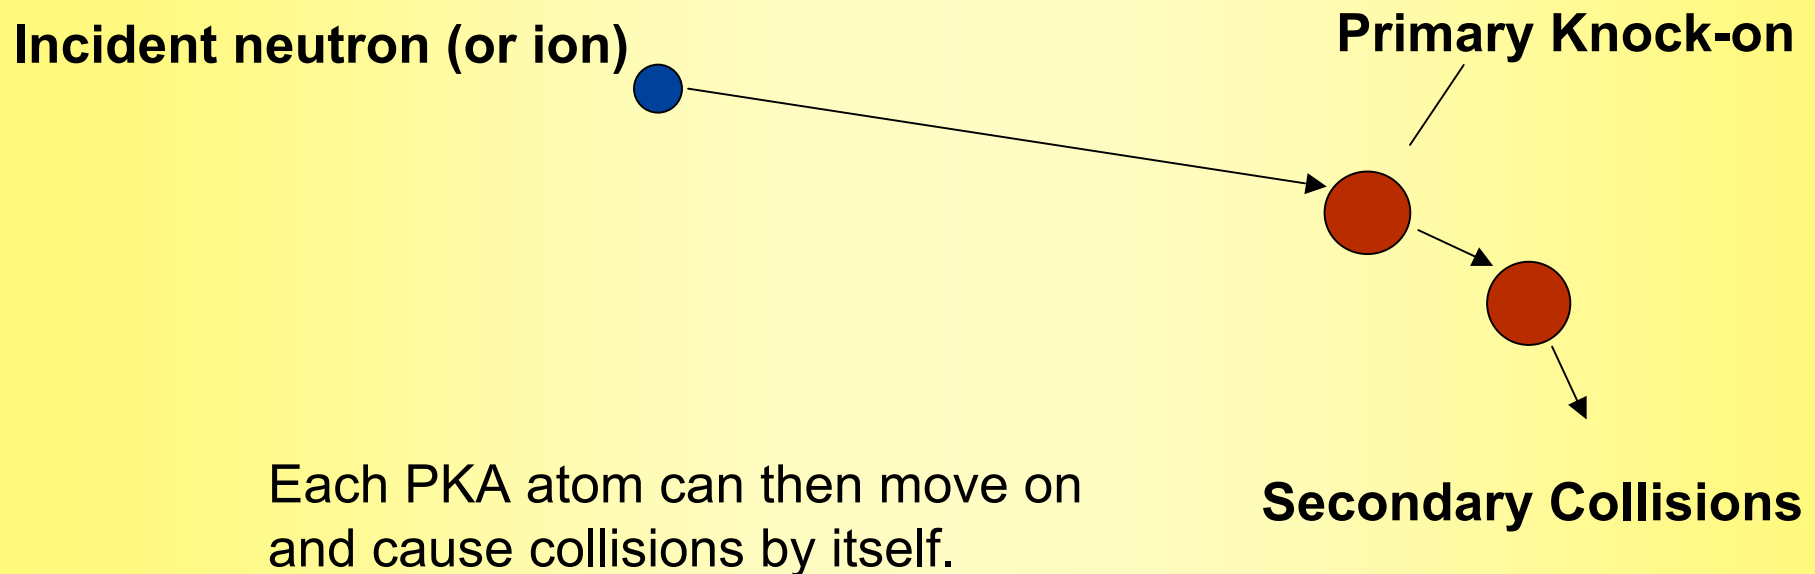 Incident neutron (or ion)
Primary Knock-on
Each PKA atom can then move on
and cause collisions by itself.
Secondary Collisions